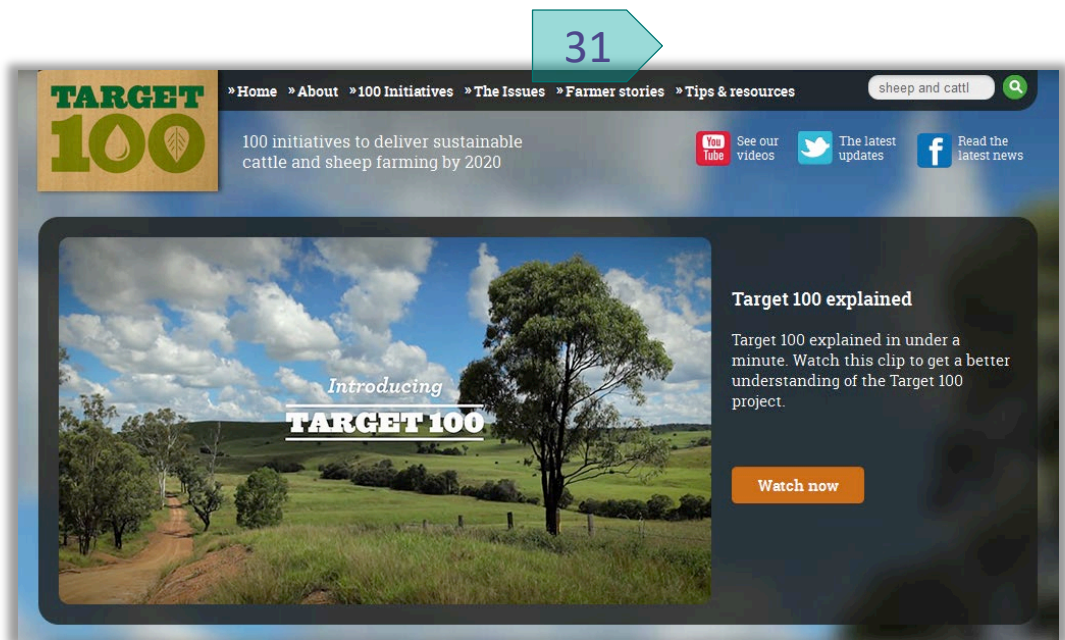 31
TARGET
100
» Home » About » 100 Initiatives » The Issues » Farmer stories » Tips & resources
sheep and cattl
100 initiatives to deliver sustainable
cattle and sheep farming by 2020
You
Tube
See our
videos
The latest
updates
f
Read the
latest news
Introducing
TARGET 100
Target 100 explained
Target 100 explained in under a
minute. Watch this clip to get a better
understanding of the Target 100
project.
Watch now